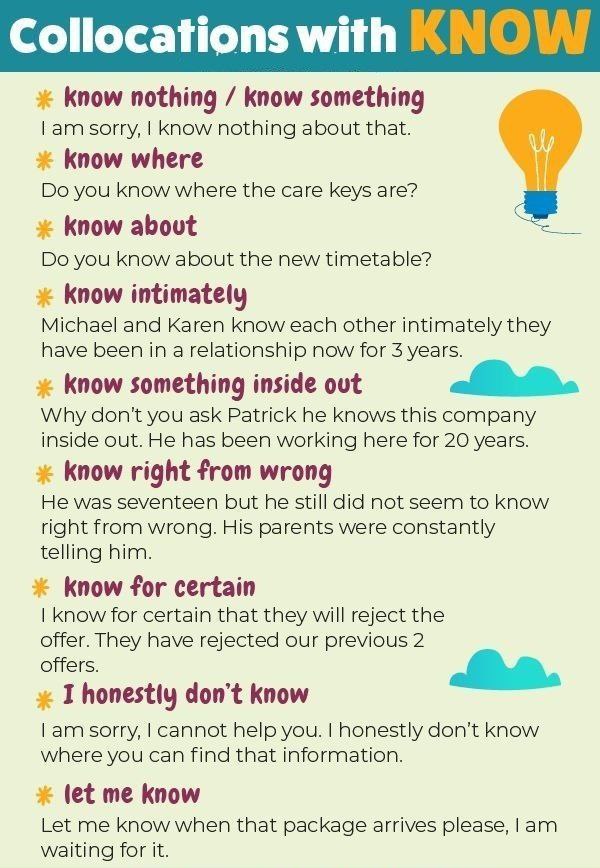 Collocations with KNOW
know nothing / know something
I am sorry, I know nothing about that.
know where
Do you know where the care keys are?
know about
Do you know about the new timetable?
know intimately
Michael and Karen know each other intimately they
have been in a relationship now for 3 years.
know something inside out
Why don't you ask Patrick he knows this company
inside out. He has been working here for 20 years.
know right from wrong
He was seventeen but he still did not seem to know
right from wrong. His parents were constantly
telling him.
know for certain
I know for certain that they will reject the
offer. They have rejected our previous 2
offers.
I honestly don't know
I am sorry, I cannot help you. I honestly don't know
where you can find that information.
let me know
Let me know when that package arrives please, I am
waiting for it.